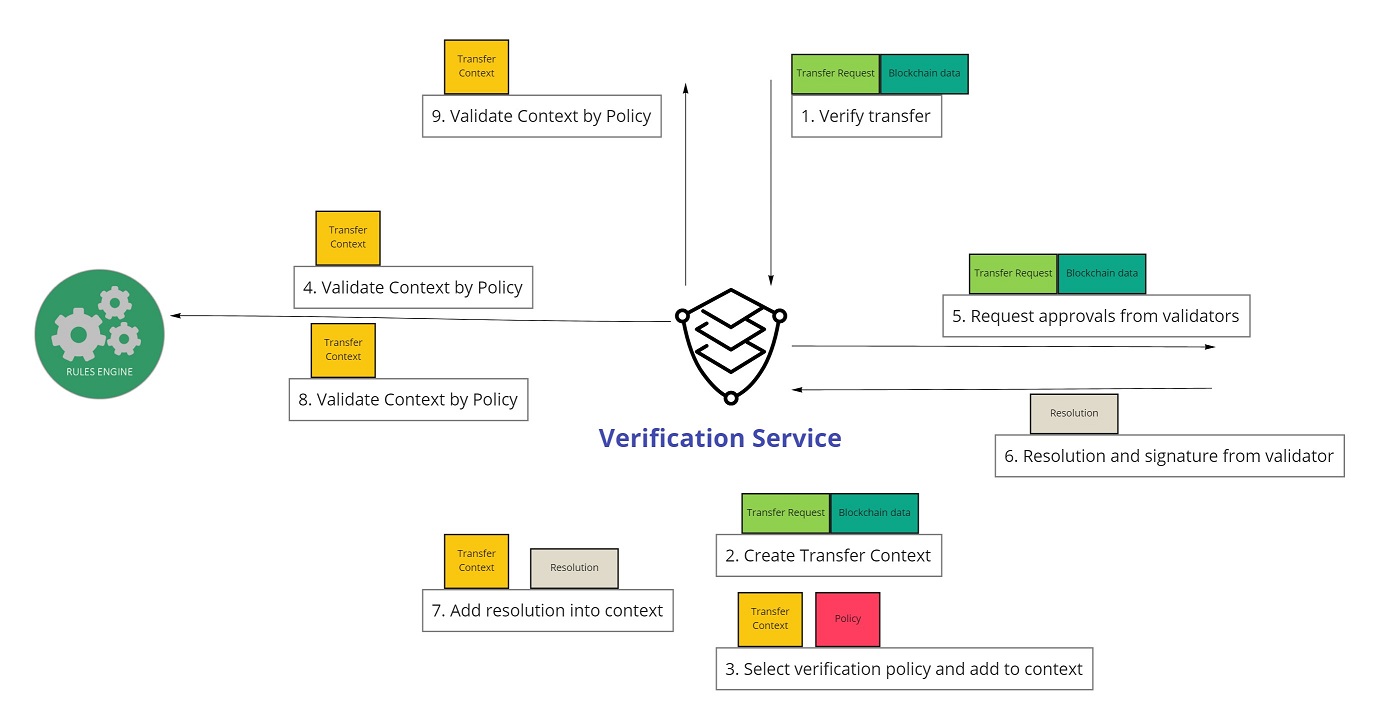 Transfer
Context
9. Validate Context by Policy
Transfer Request Blockchain data
1. Verify transfer
Transfer
Context
4. Validate Context by Policy
Transfer
Context
8. Validate Context by Policy
RULES ENGINE
Transfer Request Blockchain data
5. Request approvals from validators
Resolution
6. Resolution and signature from validator
Verification Service
Transfer Request Blockchain data
2. Create Transfer Context
Transfer
Context
Resolution
7. Add resolution into context
Transfer
Context
Policy
3. Select verification policy and add to context